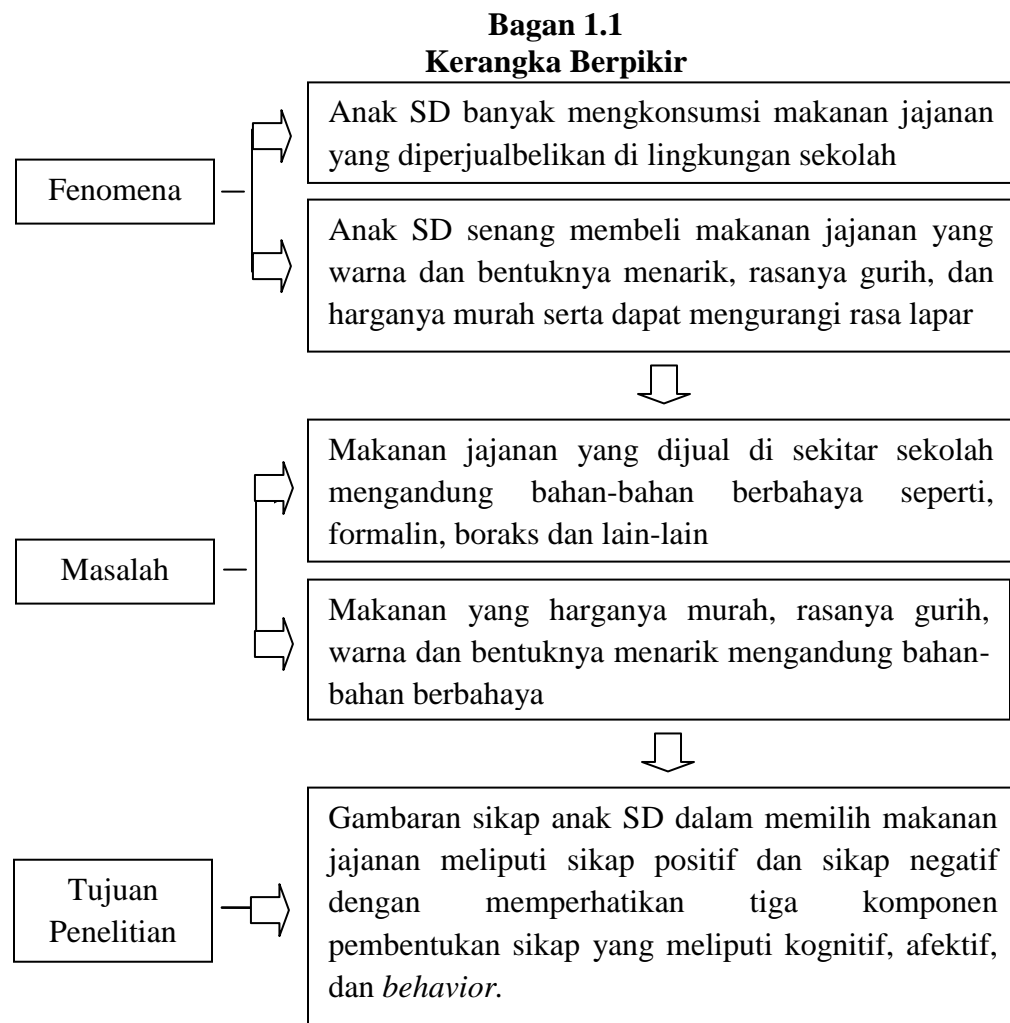 Bagan 1.1
Kerangka Berpikir
Anak SD banyak mengkonsumsi makanan jajanan
yang diperjualbelikan di lingkungan sekolah
Fenomena
Anak SD senang membeli makanan jajanan yang
warna dan bentuknya menarik, rasanya gurih, dan
harganya murah serta dapat mengurangi rasa lapar
Makanan jajanan yang dijual di sekitar sekolah
mengandung bahan-bahan berbahaya seperti,
formalin, boraks dan lain-lain
Masalah
Makanan yang harganya murah, rasanya gurih,
warna dan bentuknya menarik mengandung bahan-
bahan berbahaya
Gambaran sikap anak SD dalam memilih makanan
jajanan meliputi sikap positif dan sikap negatif
dengan memperhatikan tiga komponen
pembentukan sikap yang meliputi kognitif, afektif,
dan behavior.
Tujuan
Penelitian